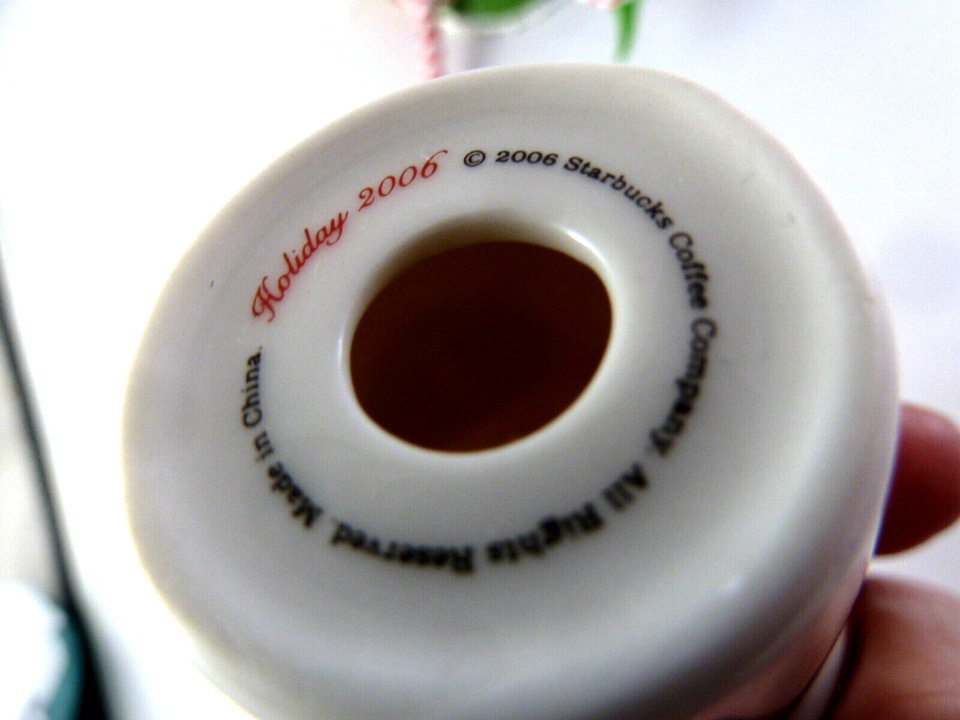 Holiday 2006
© 2006 Starbucks Coffee Company. All Rights Reserved. Made in China.